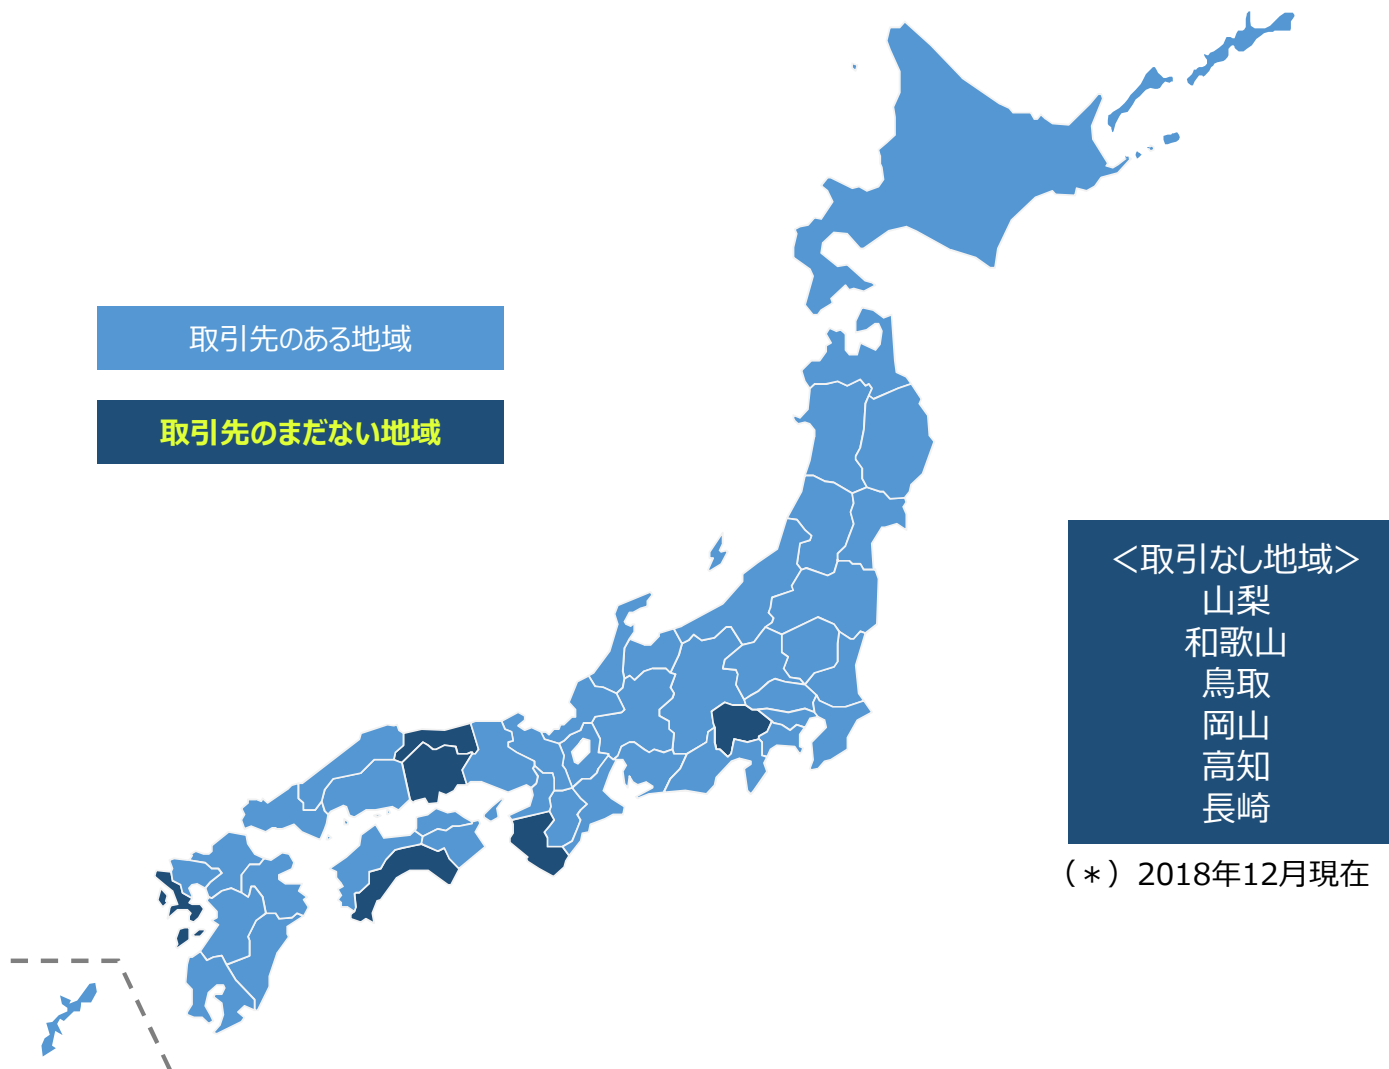 取引先のある地域
取引先のまだない地域
＜取引なし地域＞
山梨
和歌山
鳥取
岡山
高知
長崎
（＊）2018年12月現在